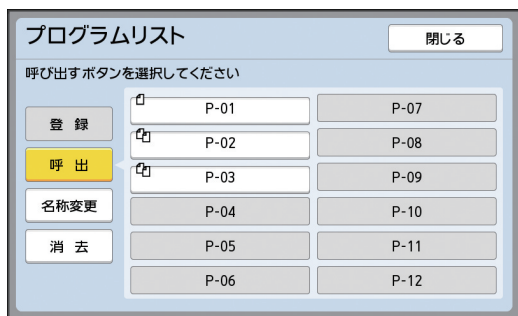 プログラムリスト
閉じる
呼び出すボタンを選択してください
登 録
呼 出
名称変更
消 去
P-01
P-02
P-03
P-04
P-05
P-06
P-07
P-08
P-09
P-10
P-11
P-12